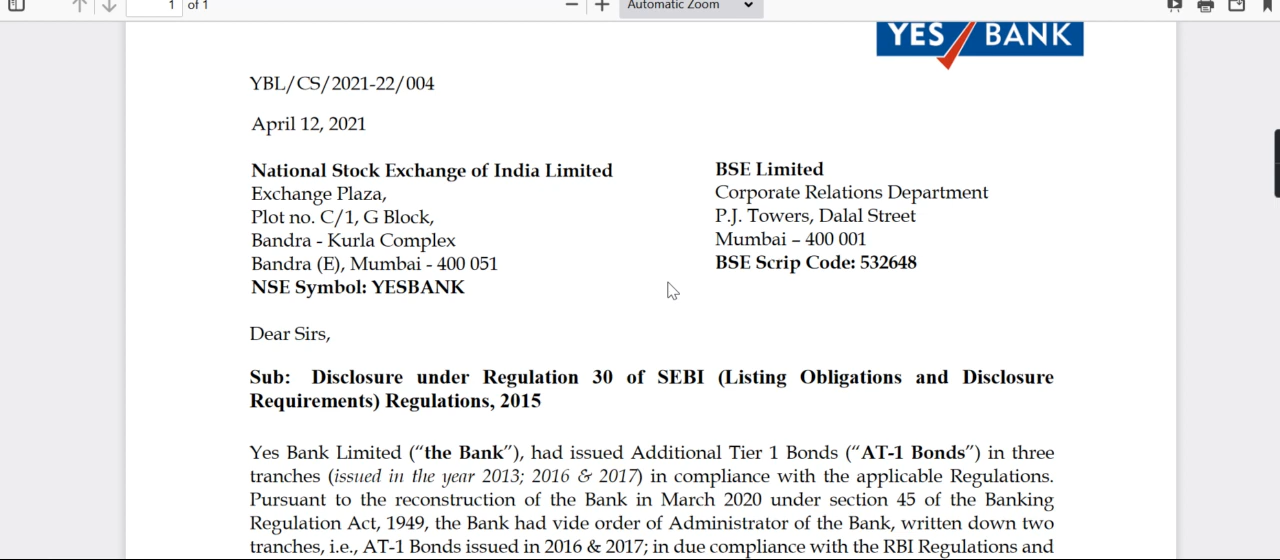 1 of 1
Automatic Zoom
YES BANK
YBL/CS/2021-22/004
April 12, 2021
National Stock Exchange of India Limited
Exchange Plaza,
Plot no. C/1, G Block,
Bandra - Kurla Complex
Bandra (E), Mumbai - 400 051
NSE Symbol: YESBANK
BSE Limited
Corporate Relations Department
P.J. Towers, Dalal Street
Mumbai – 400 001
BSE Scrip Code: 532648
Dear Sirs,
Sub: Disclosure under Regulation 30 of SEBI (Listing Obligations and Disclosure
Requirements) Regulations, 2015
Yes Bank Limited (“the Bank”), had issued Additional Tier 1 Bonds (“AT-1 Bonds”) in three
tranches (issued in the year 2013; 2016 & 2017) in compliance with the applicable Regulations.
Pursuant to the reconstruction of the Bank in March 2020 under section 45 of the Banking
Regulation Act, 1949, the Bank had vide order of Administrator of the Bank, written down two
tranches, i.e., AT-1 Bonds issued in 2016 & 2017; in due compliance with the RBI Regulations and